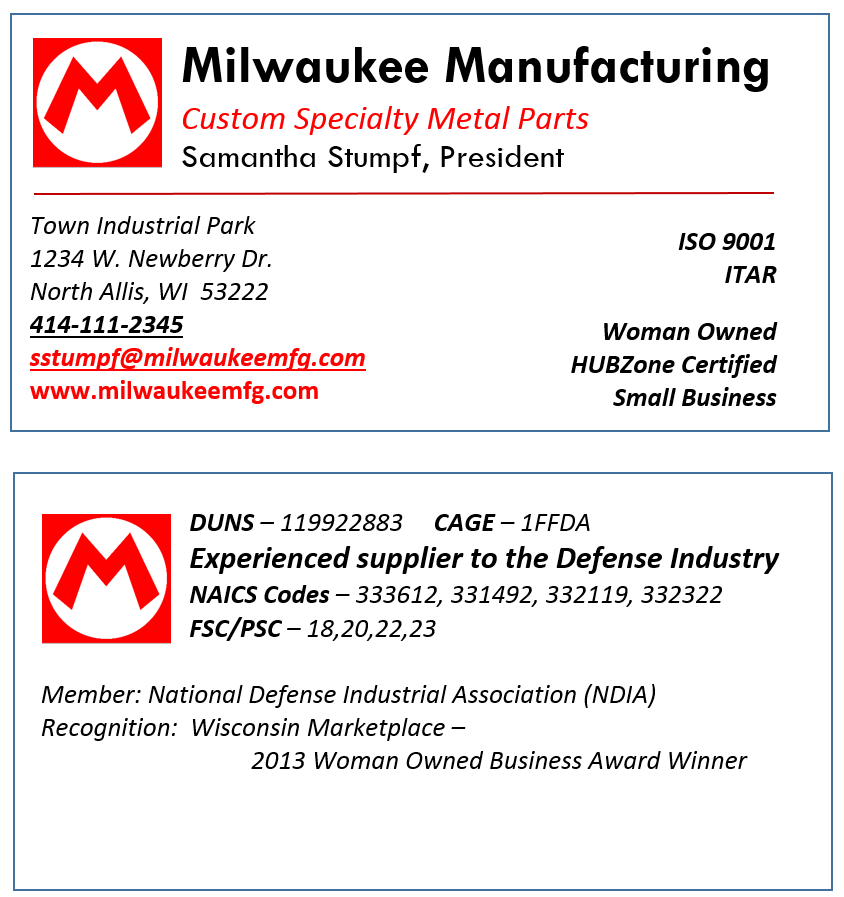 Milwaukee Manufacturing
Custom Specialty Metal Parts
Samantha Stumpf, President
Town Industrial Park
1234 W. Newberry Dr.
North Allis, WI  53222
414-111-2345
sstumpf@milwaukeemfg.com
www.milwaukeemfg.com
ISO 9001
ITAR
Woman Owned
HUBZone Certified
Small Business
DUNS – 119922883     CAGE – 1FFDA
Experienced supplier to the Defense Industry
NAICS Codes – 333612, 331492, 332119, 332322
FSC/PSC – 18,20,22,23
Member: National Defense Industrial Association (NDIA)
Recognition:  Wisconsin Marketplace –
2013 Woman Owned Business Award Winner